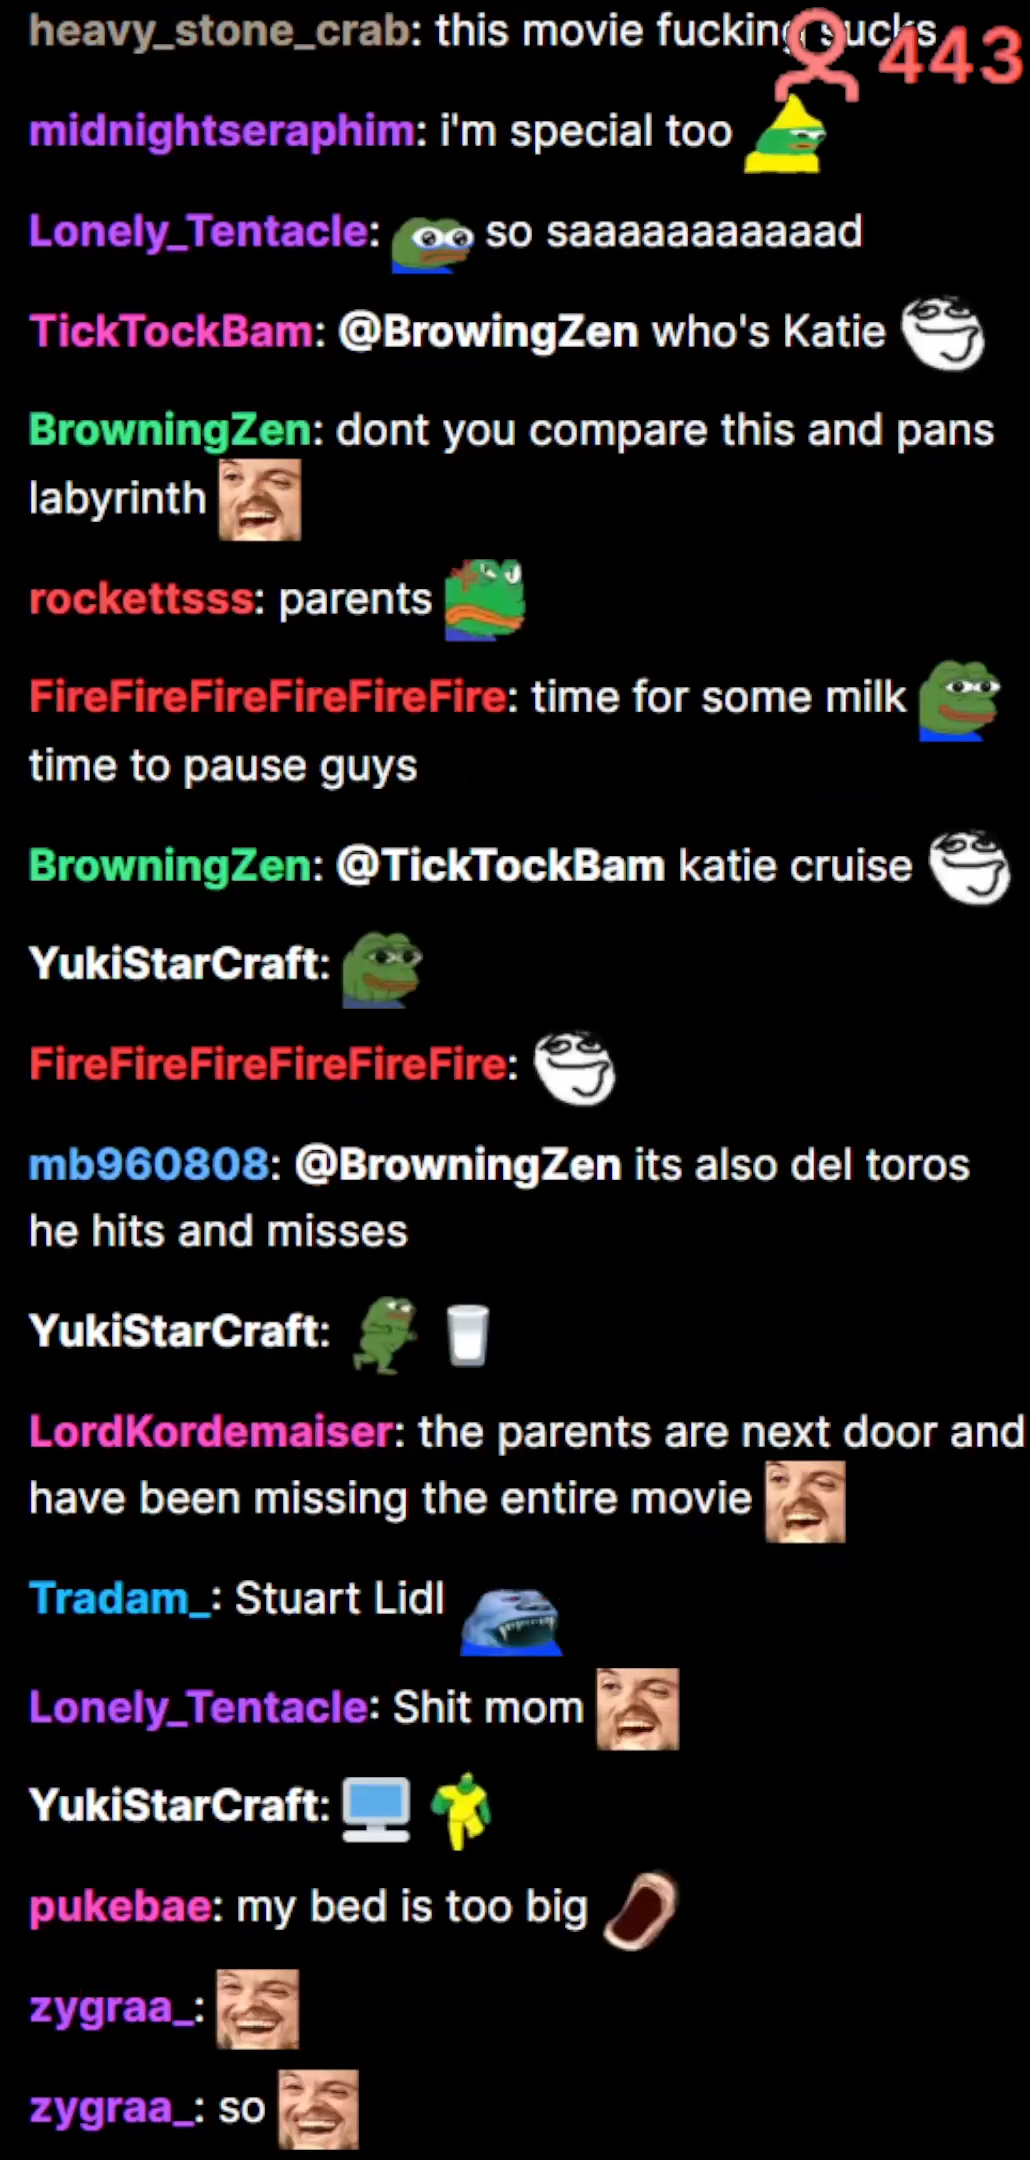 heavy_stone_crab: this movie fucking sucks
443
midnightseraphim: i'm special too
Lonely_Tentacle: so saaaaaaaaaaad
TickTockBam: @BrowingZen who's Katie
BrowningZen: dont you compare this and pans
labyrinth
rockettsss: parents
FireFireFireFireFireFire: time for some milk
time to pause guys
BrowningZen: @TickTockBam katie cruise
YukiStarCraft:
FireFireFireFireFireFire:
mb960808: @BrowningZen its also del toros
he hits and misses
YukiStarCraft:
LordKordemaiser: the parents are next door and
have been missing the entire movie
Tradam_: Stuart Lidl
Lonely_Tentacle: Shit mom
YukiStarCraft:
pukebae: my bed is too big
zygraa_:
zygraa_: so